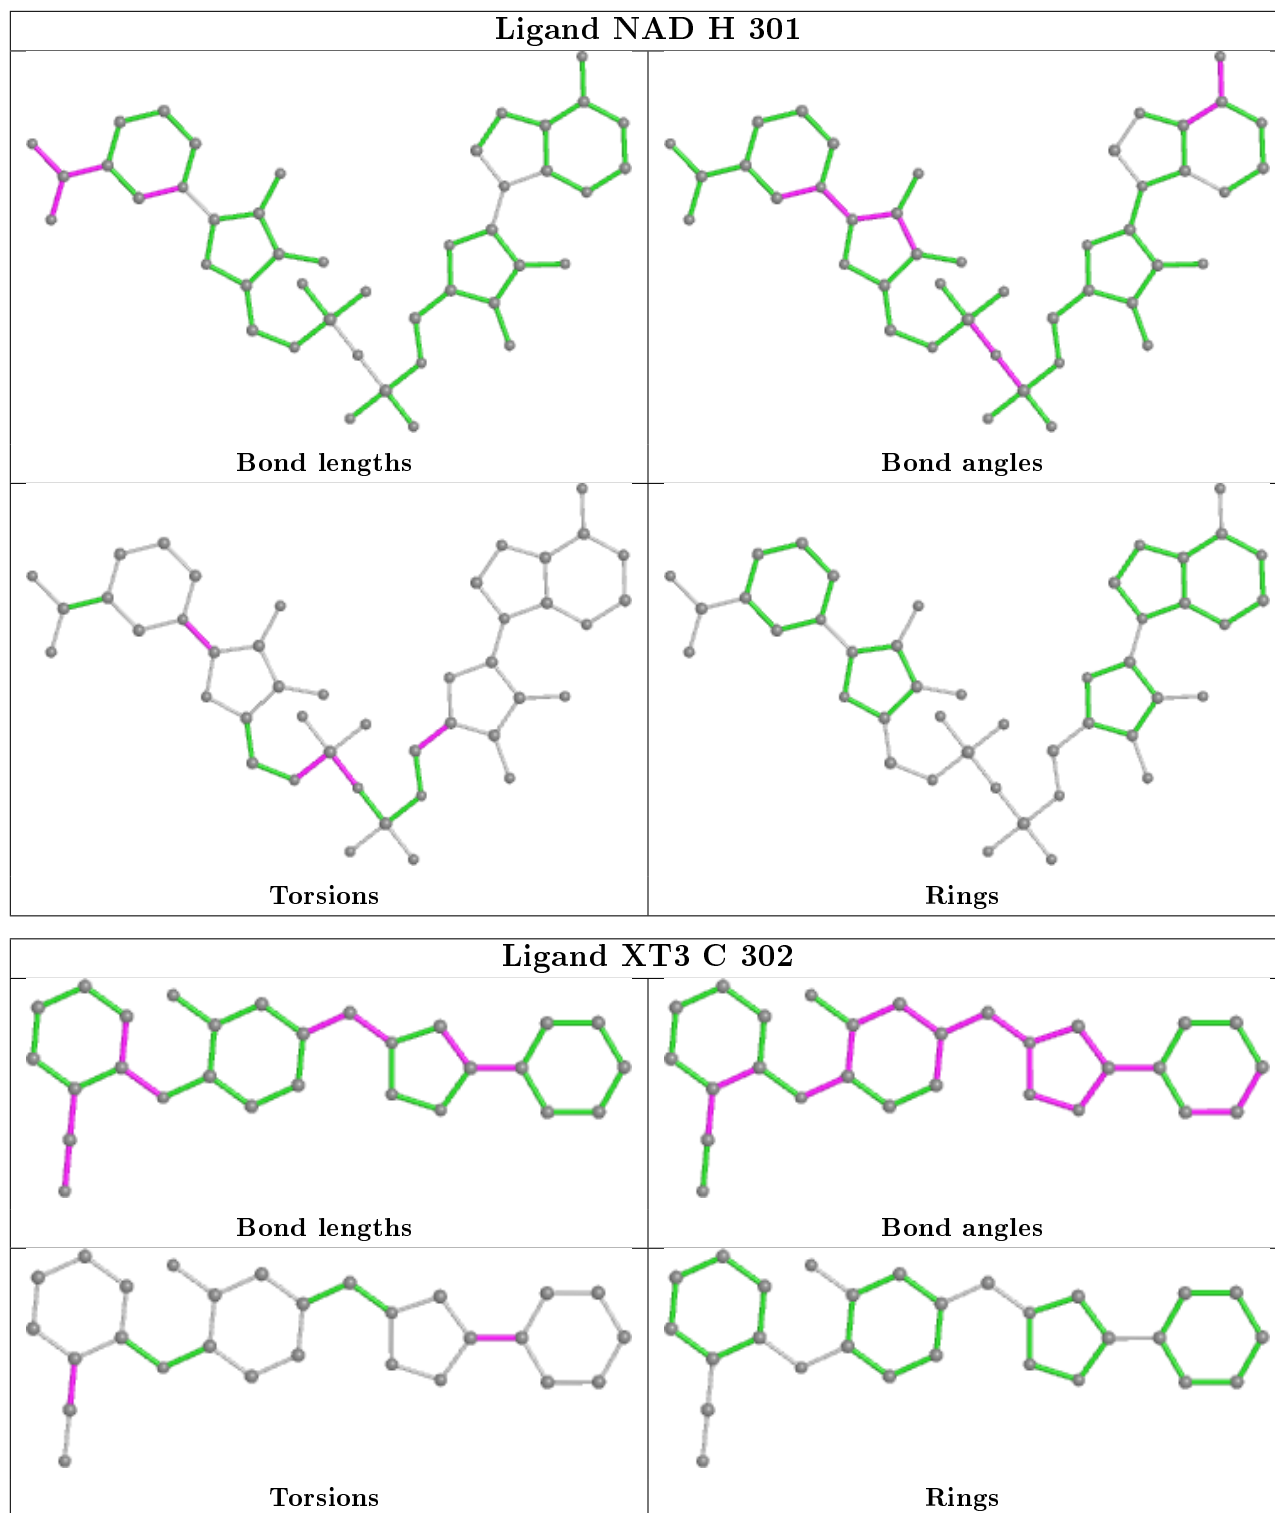 Ligand NAD H 301
Bond lengths
Bond angles
Torsions
Rings
Ligand XT3 C 302
Bond lengths
Bond angles
Torsions
Rings